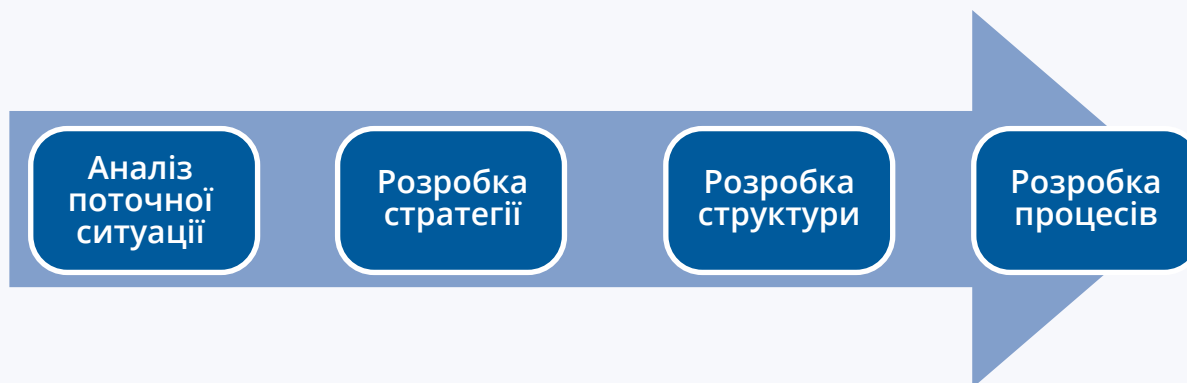 Аналіз
поточної
ситуації
Розробка
стратегії
Розробка
структури
Розробка
процесів